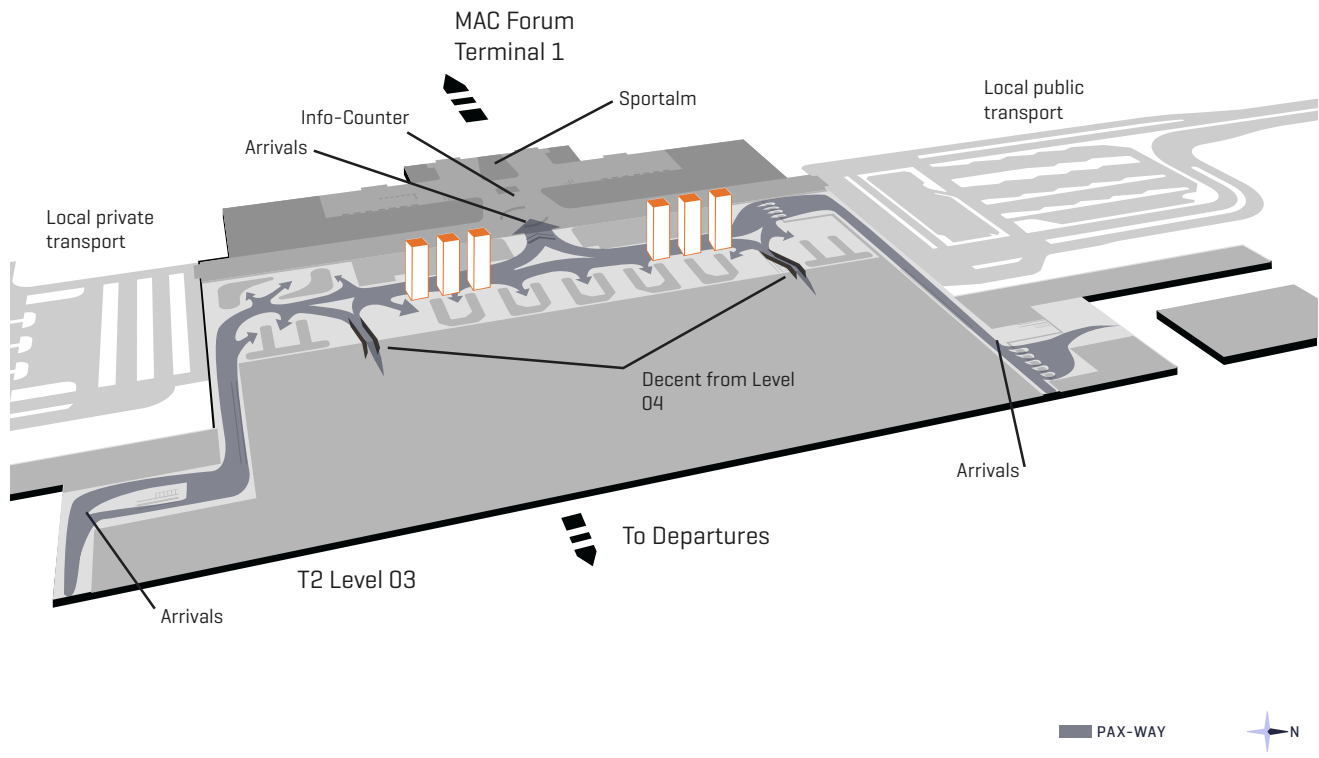 MAC Forum
Terminal 1
Sportalm
Info-Counter
Arrivals
Local public
transport
Local private
transport
Decent from Level
04
Arrivals
To Departures
T2 Level 03
Arrivals
PAX-WAY
N